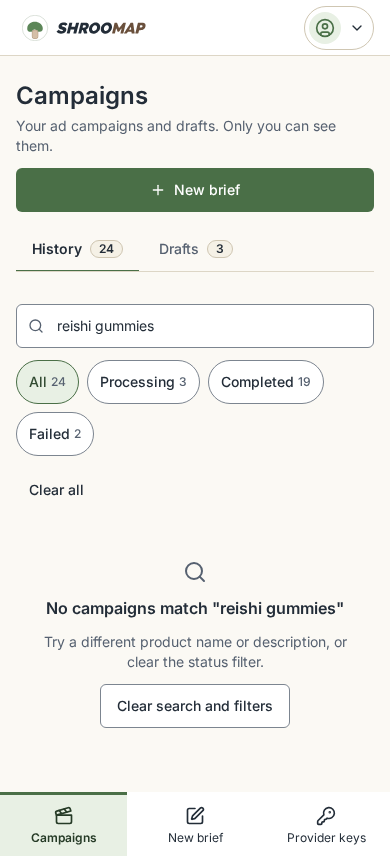 SHROOMAP
Campaigns
Your ad campaigns and drafts. Only you can see
them.
New brief
History 24 Drafts 3
reishi gummies
All 24 Processing 3 Completed 19
Failed 2
Clear all
No campaigns match "reishi gummies"
Try a different product name or description, or
clear the status filter.
Clear search and filters
Campaigns New brief Provider keys